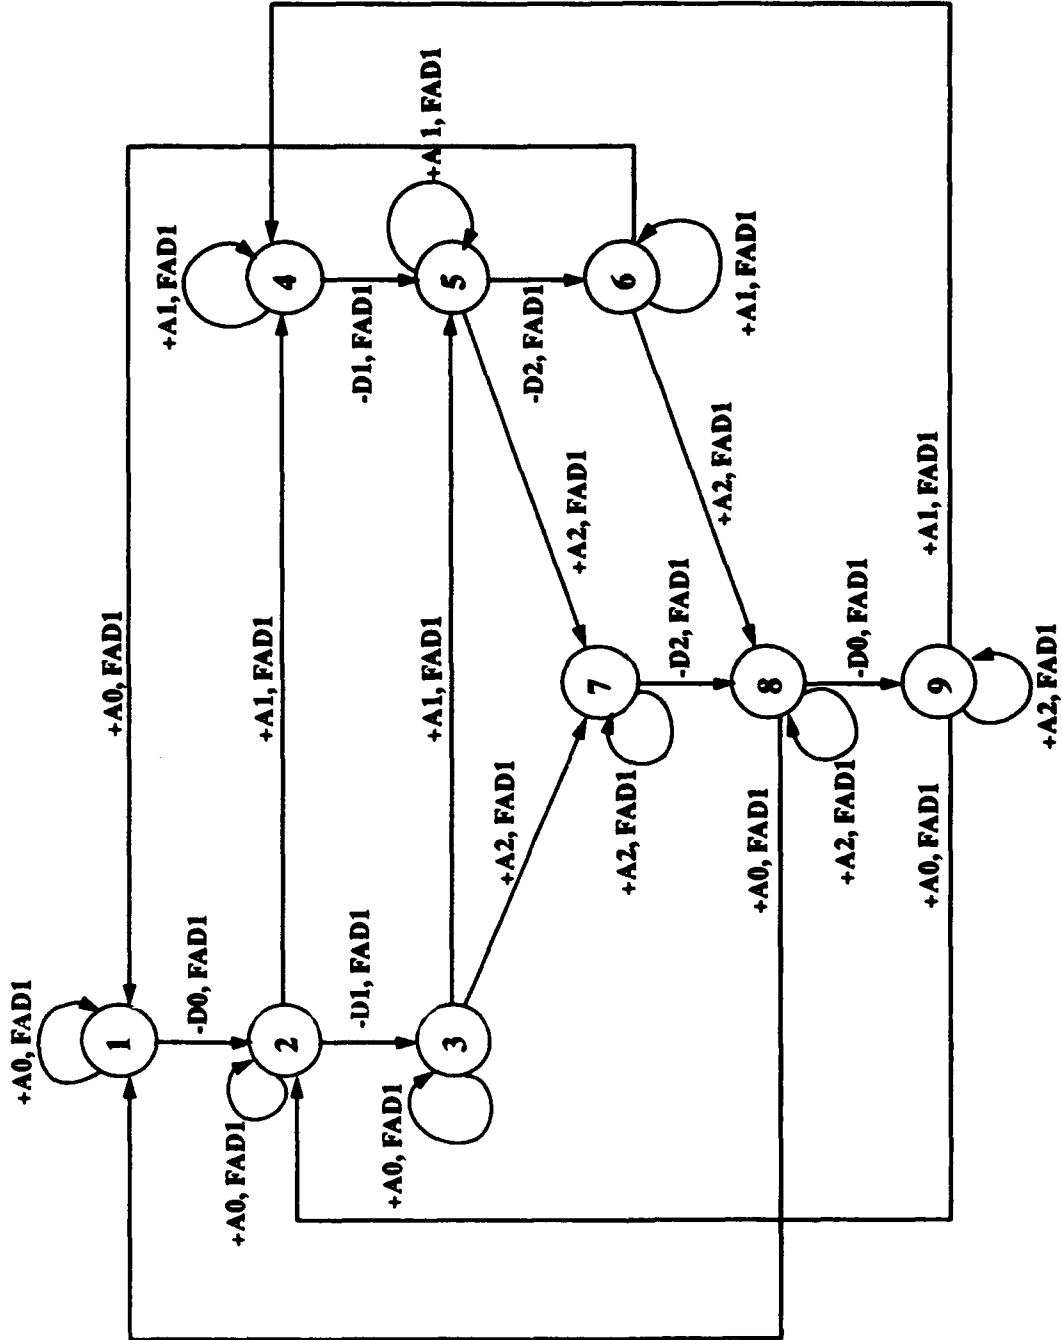 +A0, FAD1
1
-D0, FAD1
+A0, FAD1
2
-D1, FAD1
+A0, FAD1
3
+A0, FAD1
+A1, FAD1
+A1, FAD1
+A2, FAD1
+A1, FAD1
4
-D1, FAD1
+A1, FAD1
5
-D2, FAD1
6
+A1, FAD1
+A2, FAD1
+A2, FAD1
7
-D2, FAD1
+A2, FAD1
8
-D0, FAD1
+A2, FAD1
+A0, FAD1
9
+A0, FAD1
+A1, FAD1
+A2, FAD1